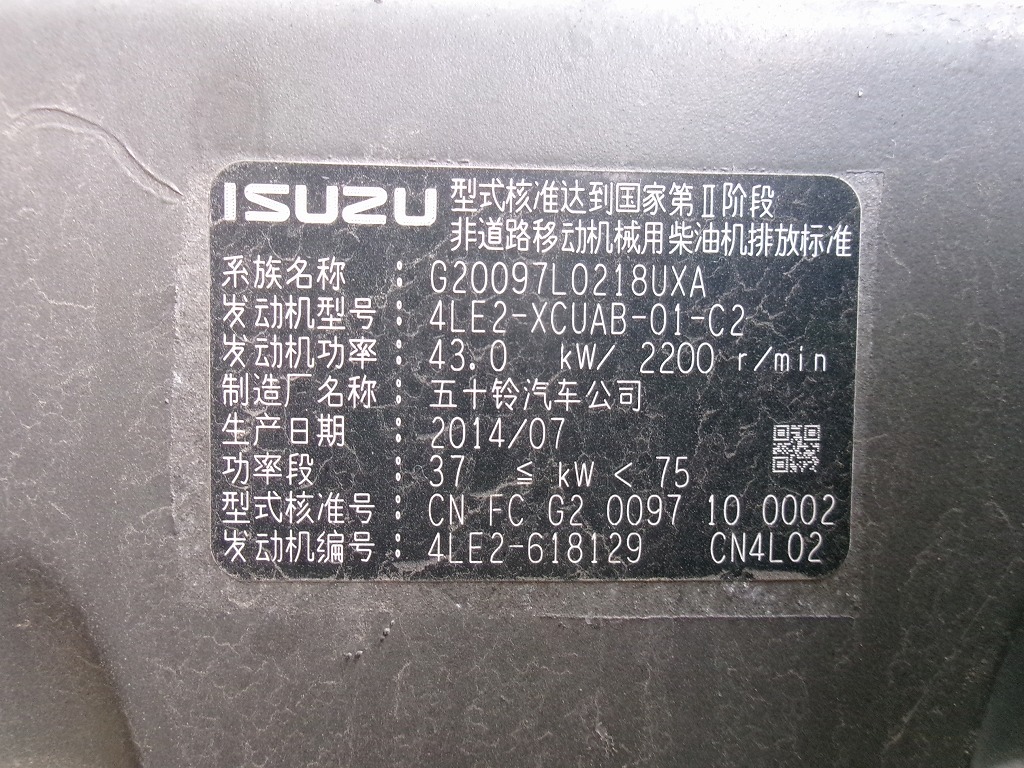 ISUZU 型式核准达到国家第Ⅱ阶段
非道路移动机械用柴油机排放标准
系族名称 : G20097L0218UXA
发动机型号 : 4LE2-XCUAB-01-C2
发动机功率 : 43.0 kW/ 2200 r/min
制造厂名称 : 五十铃汽车公司
生产日期 : 2014/07
功率段 : 37 ≦ kW < 75
型式核准号 : CN FC G2 0097 10 0002
发动机编号 : 4LE2-618129 CN4L02